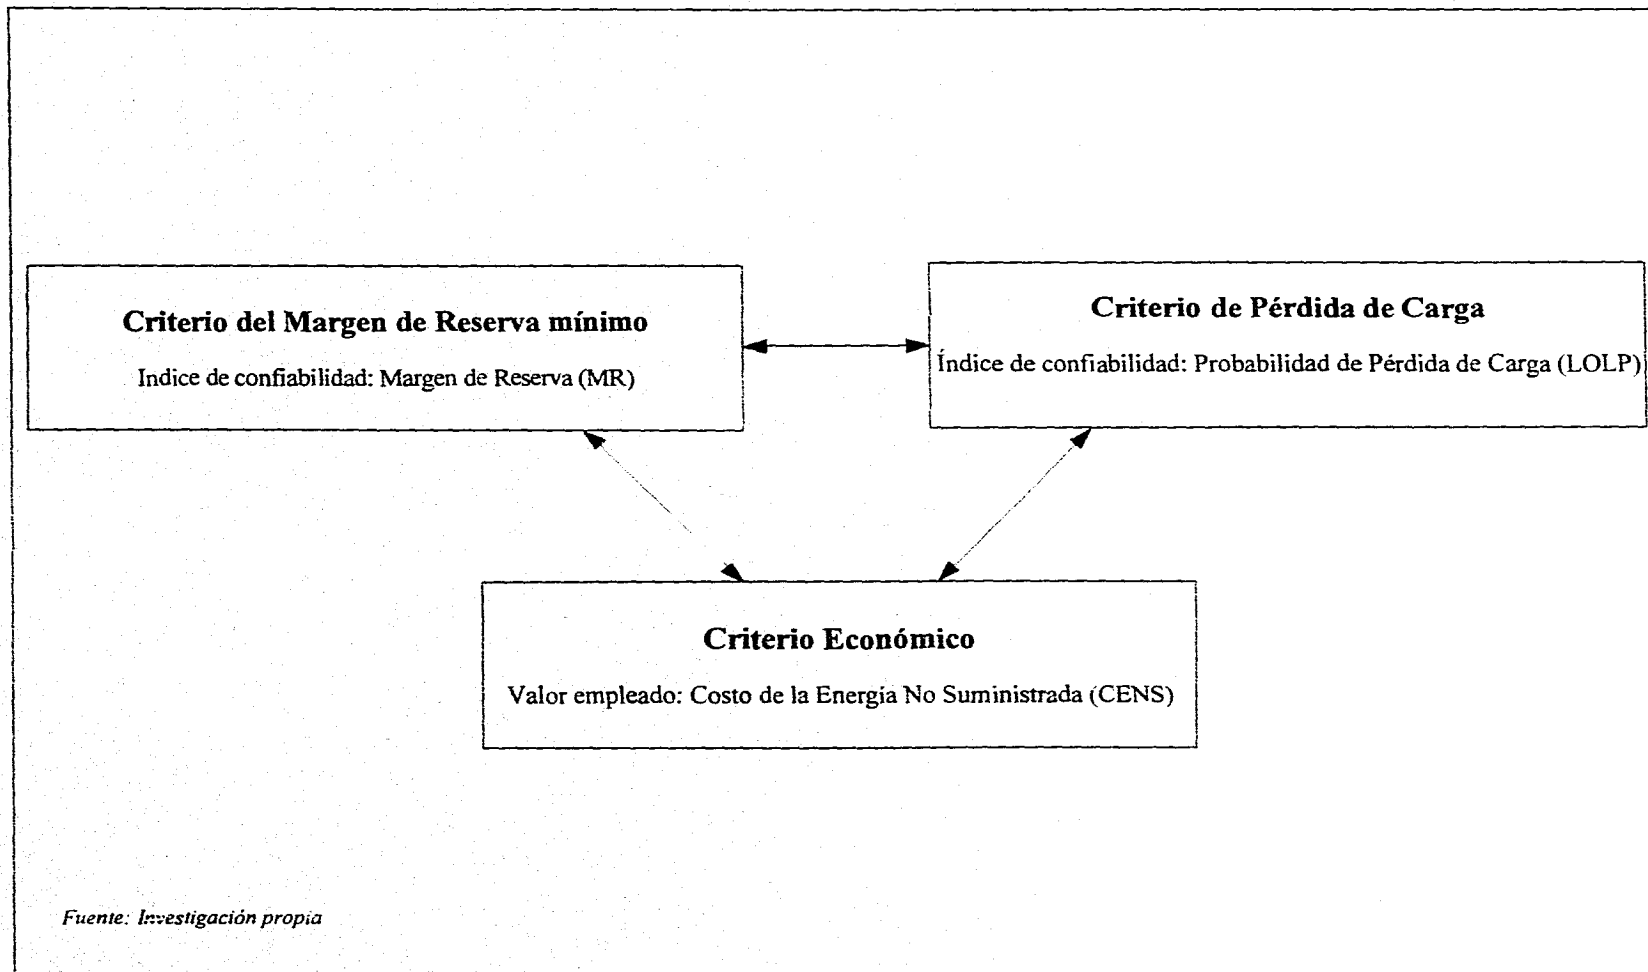 Criterio del Margen de Reserva mínimo
Indice de confiabilidad: Margen de Reserva (MR)
Criterio de Pérdida de Carga
Índice de confiabilidad: Probabilidad de Pérdida de Carga (LOLP)
Criterio Económico
Valor empleado: Costo de la Energía No Suministrada (CENS)
Fuente: Investigación propia